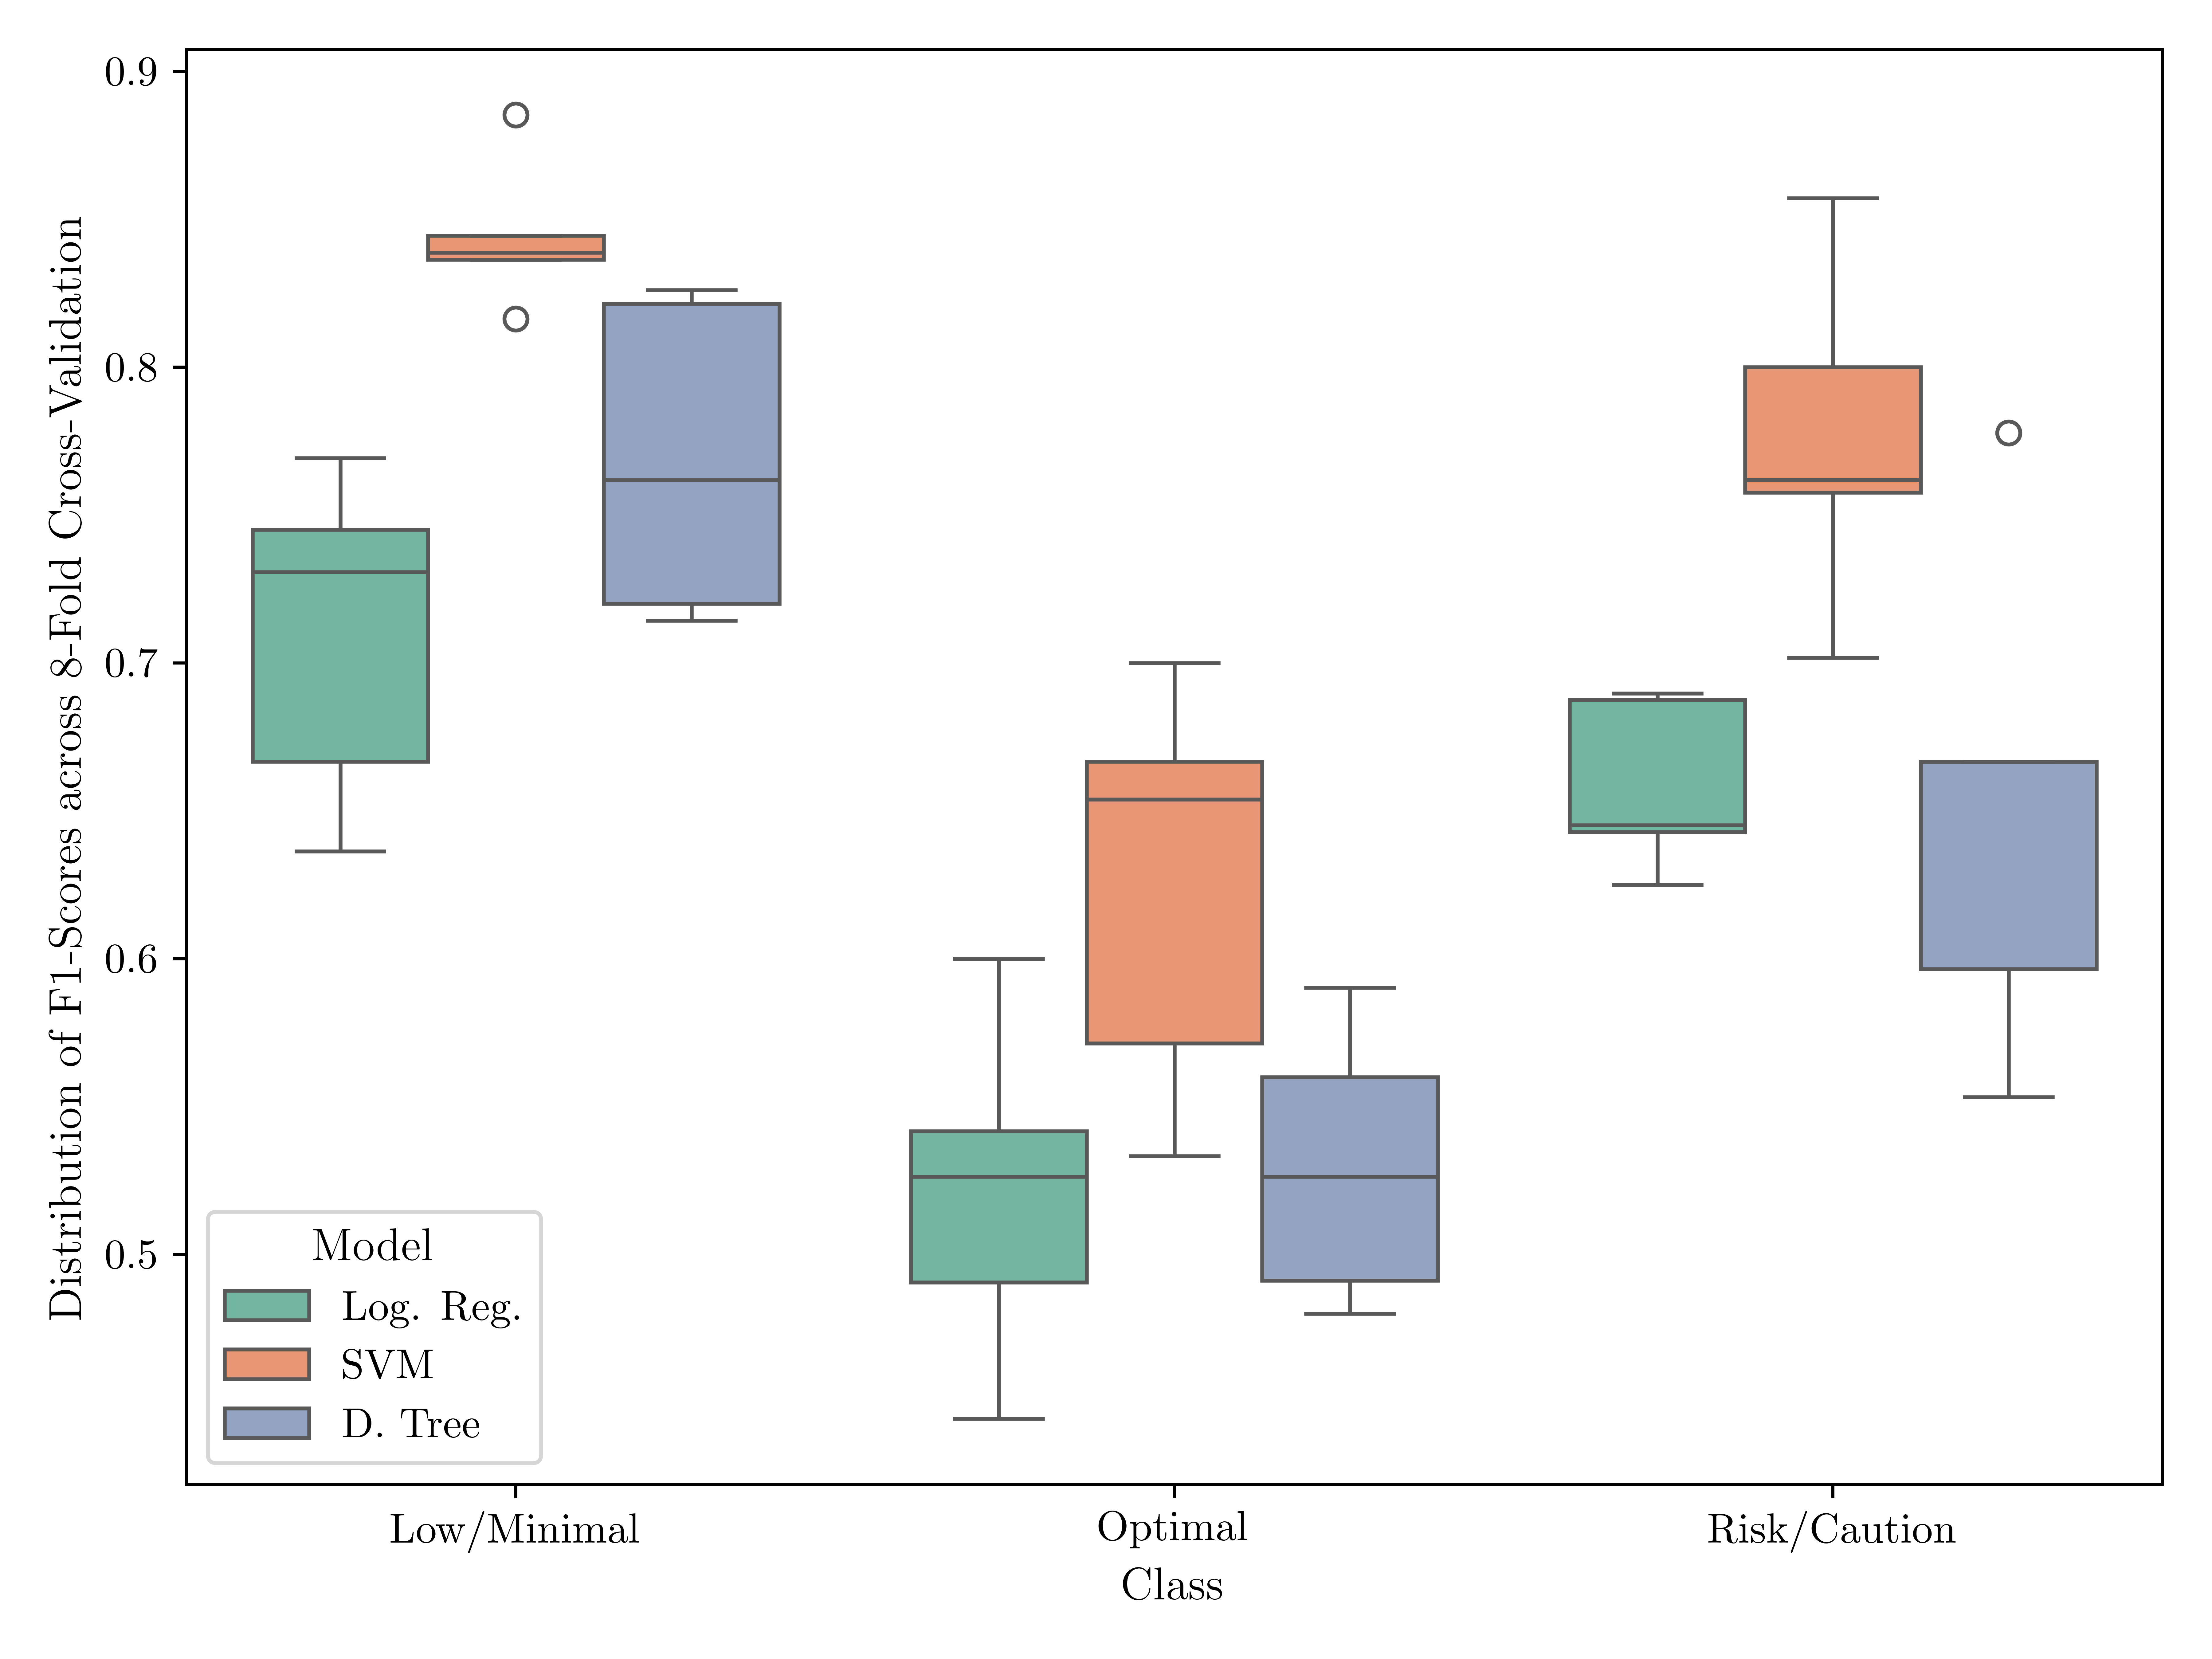 Distribution of F1-Scores across 8-Fold Cross-Validation
0.9
0.8
0.7
0.6
0.5
Model
Log. Reg.
SVM
D. Tree
Low/Minimal
Optimal
Risk/Caution
Class